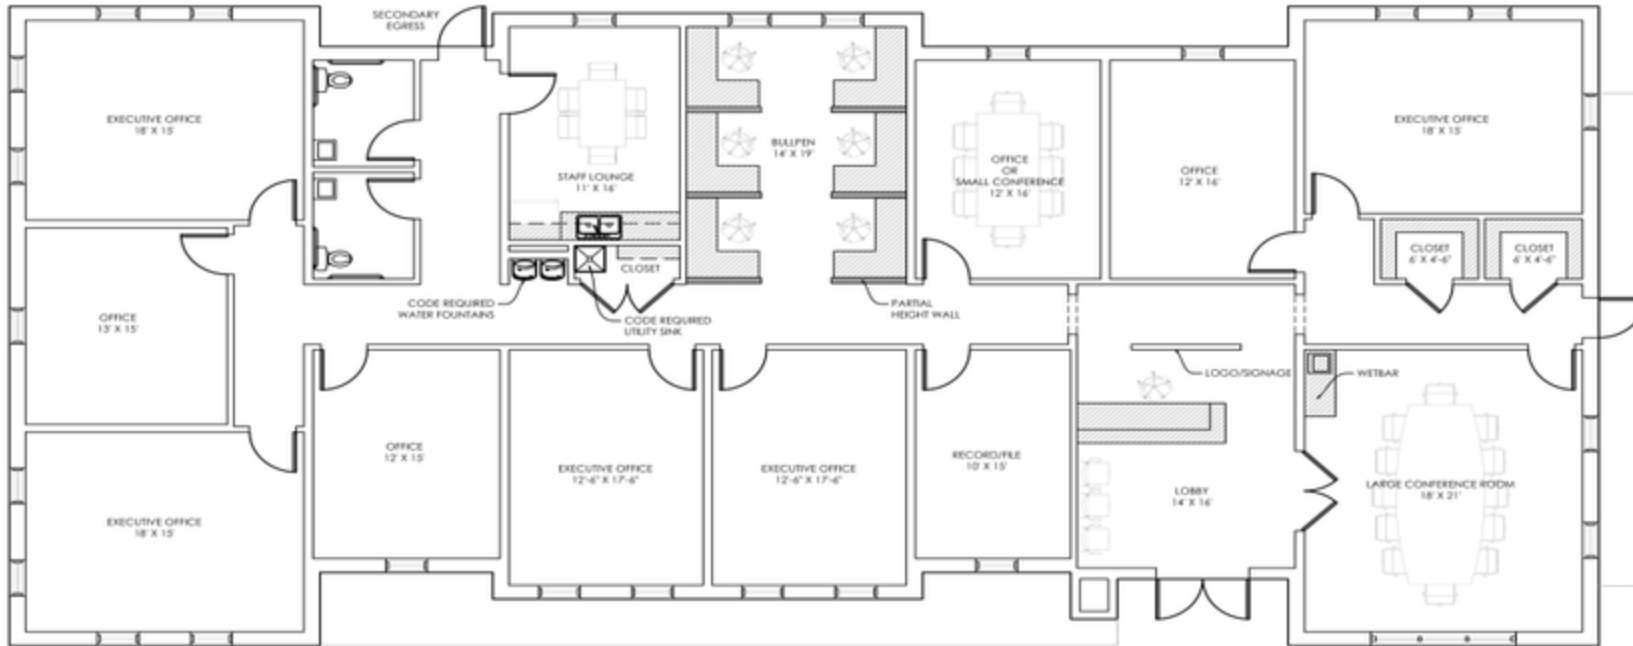 SECONDARY
EGRESS
EXECUTIVE OFFICE
18' X 15'
STAFF LOUNGE
11' X 16'
BULLPEN
14' X 19'
OFFICE
OR
SMALL CONFERENCE
12' X 16'
OFFICE
12' X 16'
EXECUTIVE OFFICE
18' X 15'
CLOSET
CLOSET
6' X 4'-6"
CLOSET
6' X 4'-6"
CODE REQUIRED
WATER FOUNTAINS
CODE REQUIRED
UTILITY SINK
PARTIAL
HEIGHT WALL
OFFICE
13' X 15'
LOGO/SIGNAGE
WETBAR
OFFICE
12' X 15'
EXECUTIVE OFFICE
12'-6" X 17'-6"
EXECUTIVE OFFICE
12'-6" X 17'-6"
RECORD/FILE
10' X 15'
LOBBY
14' X 16'
LARGE CONFERENCE ROOM
18' X 21'
EXECUTIVE OFFICE
18' X 15'